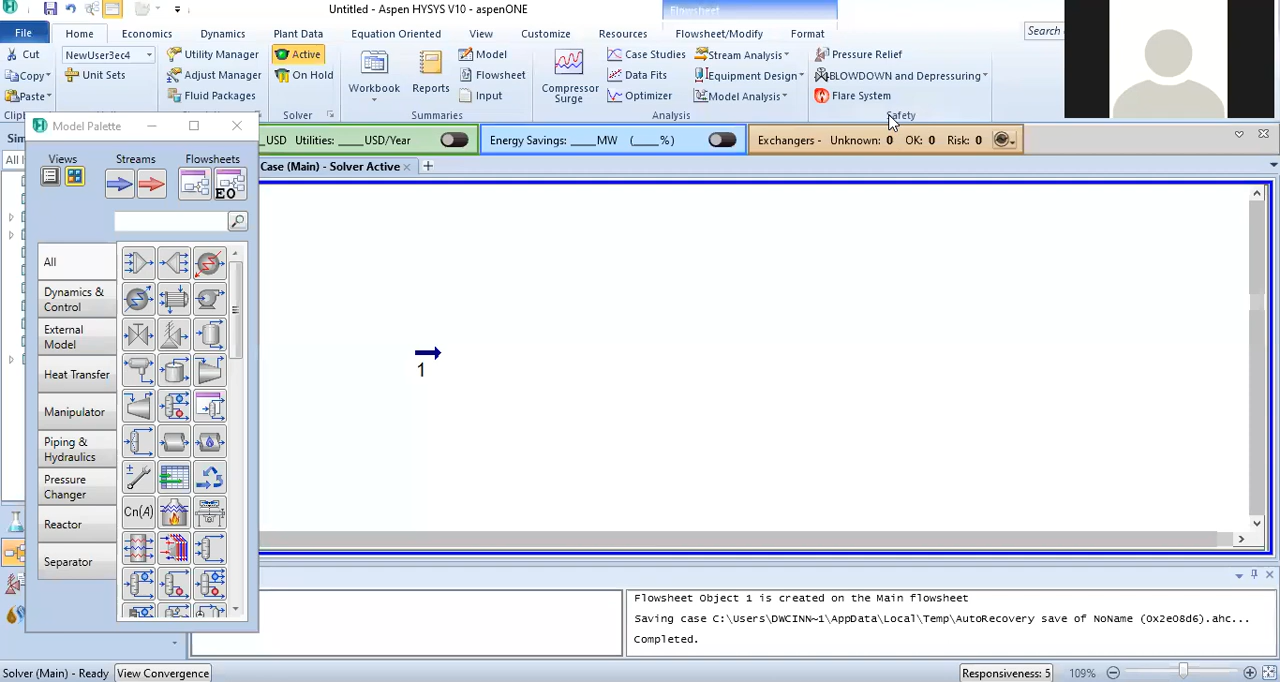 Untitled - Aspen HYSYS V10 - aspenONE
Flowsheet
File Home Economics Dynamics Plant Data Equation Oriented View Customize Resources Flowsheet/Modify Format Search
Cut NewUser3ec4 Utility Manager Active Model Case Studies Stream Analysis Pressure Relief
Copy Unit Sets Adjust Manager On Hold Workbook Reports Flowsheet Compressor Surge Data Fits Equipment Design BLOWDOWN and Depressuring
Paste Fluid Packages Input Optimizer Model Analysis Flare System
Solver Summaries Analysis Safety
Model Palette
USD Utilities: ____USD/Year Energy Savings: ____MW (____%) Exchangers - Unknown: 0 OK: 0 Risk: 0
Views Streams Flowsheets
Case (Main) - Solver Active
EO
All
Dynamics & Control
External Model
Heat Transfer
Manipulator
Piping & Hydraulics
Pressure Changer
Reactor
Separator
Cn(A)
1
Flowsheet Object 1 is created on the Main flowsheet
Saving case C:\Users\DWCINN~1\AppData\Local\Temp\AutoRecovery save of NoName (0x2e08d6).ahc...
Completed.
Solver (Main) - Ready View Convergence Responsiveness: 5 109%